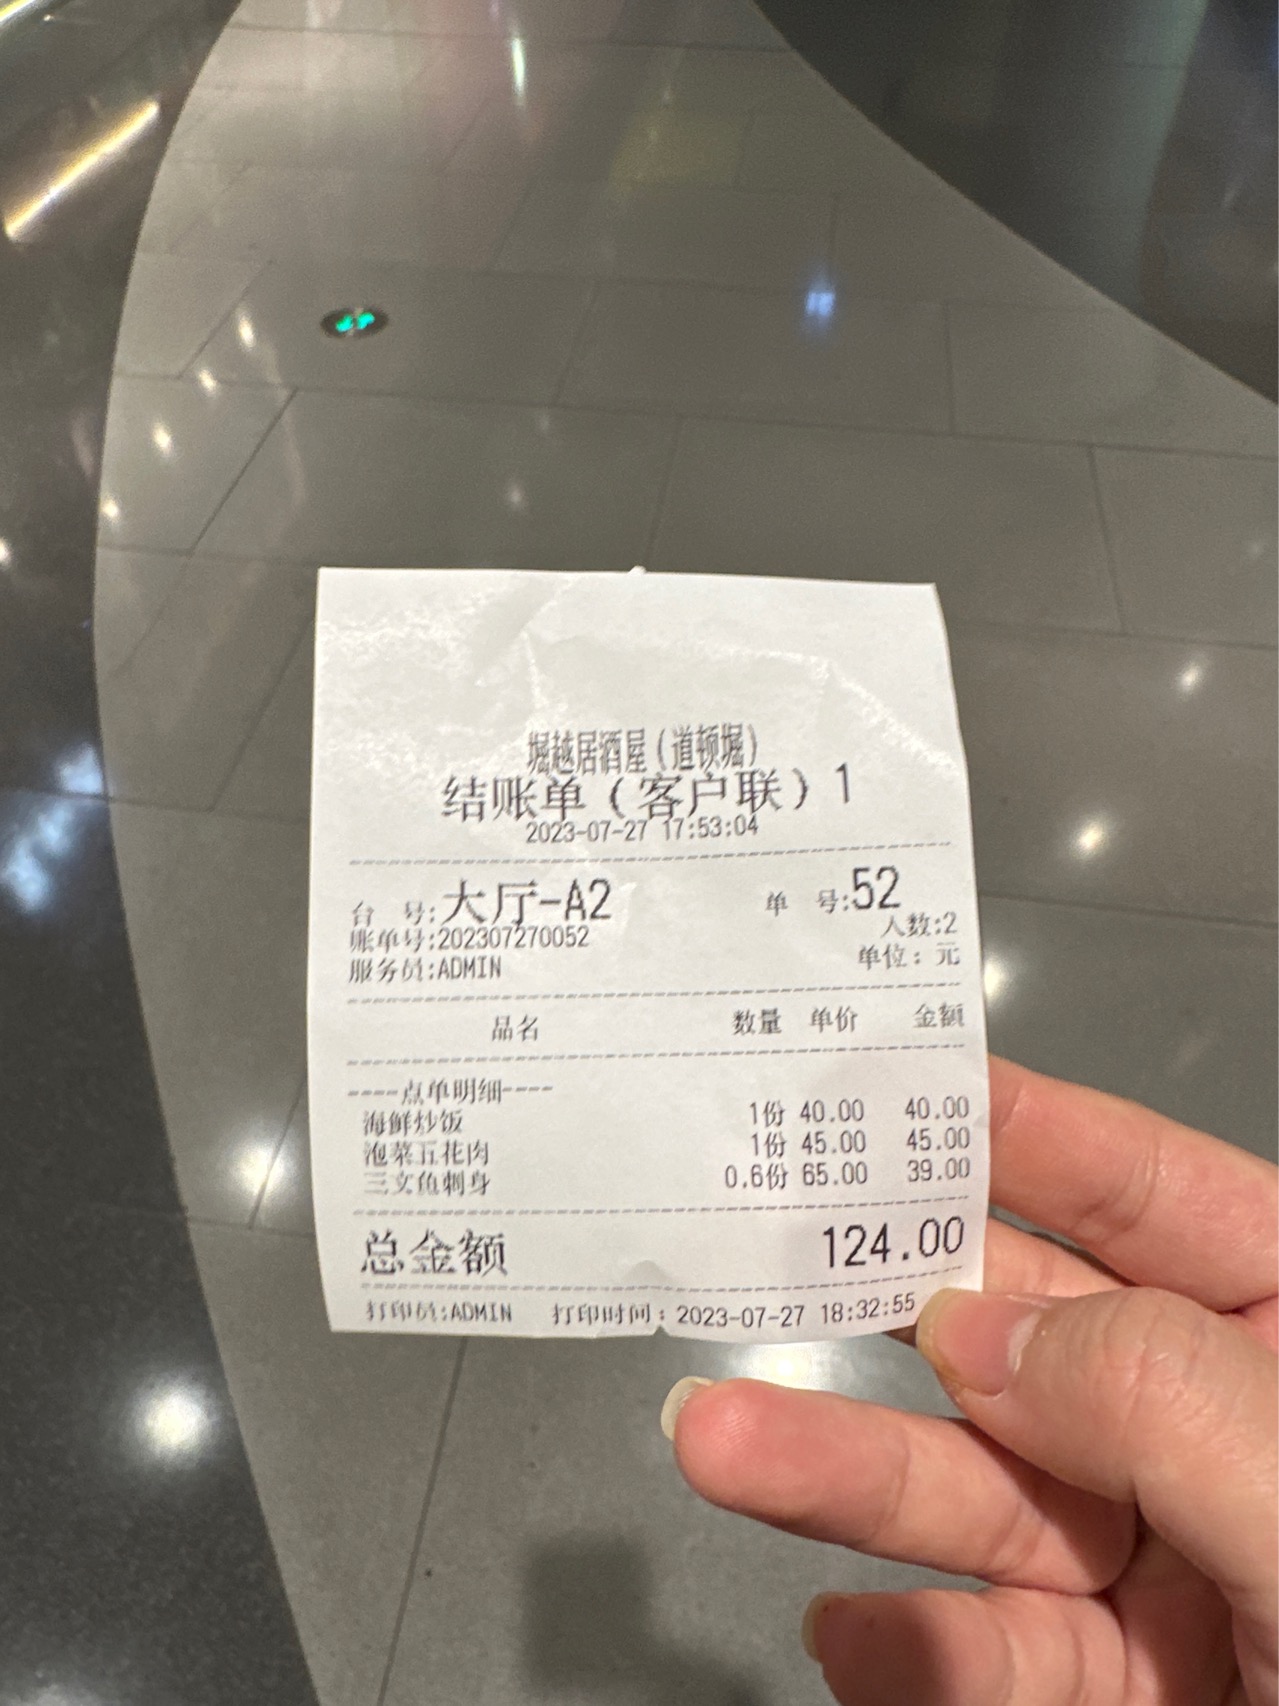 堀越居酒屋(道顿堀)
结账单(客户联)1
2023-07-27 17:53:04
台 号:大厅-A2 单 号:52
账单号:202307270052 人数:2
服务员:ADMIN 单位:元
品名 数量 单价 金额
----点单明细----
海鲜炒饭 1份 40.00 40.00
泡菜五花肉 1份 45.00 45.00
三文鱼刺身 0.6份 65.00 39.00
总金额 124.00
打印员:ADMIN 打印时间:2023-07-27 18:32:55